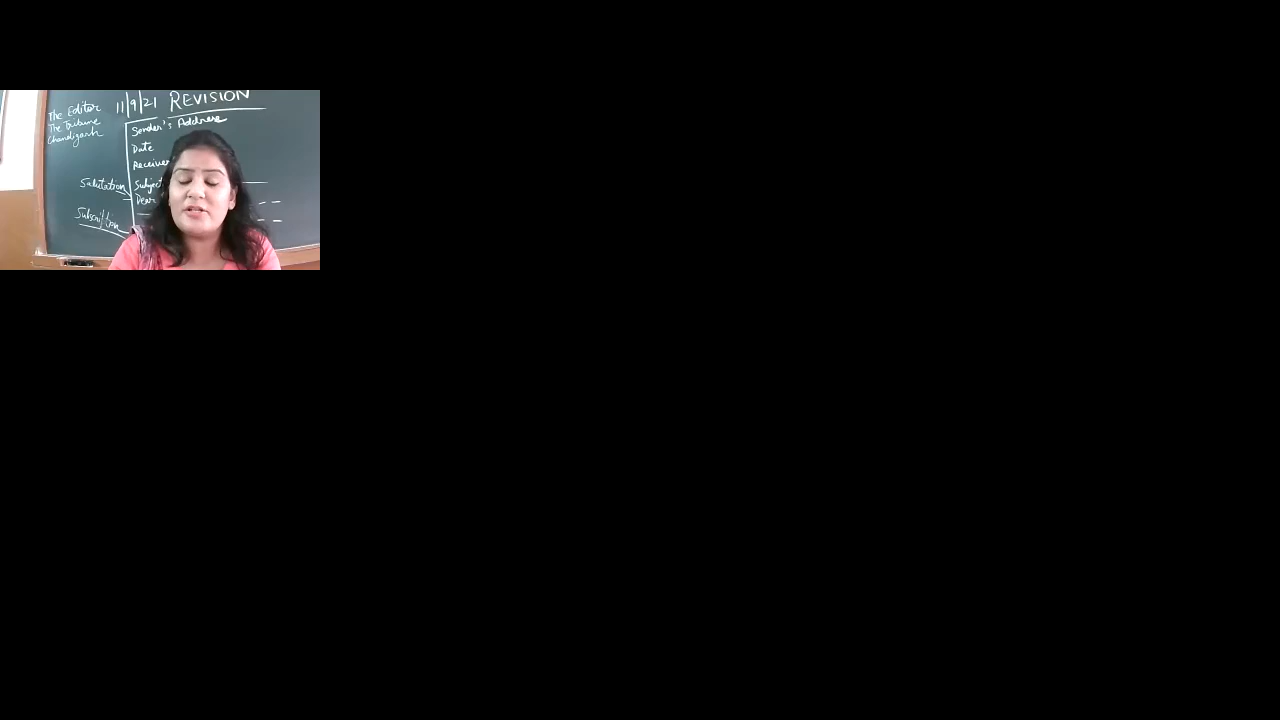 The Editor
The Tribune
Chandigarh
11/9/21 REVISION
Sender's Address
Date
Receiver
Subject
Dear
Salutation
Subscription